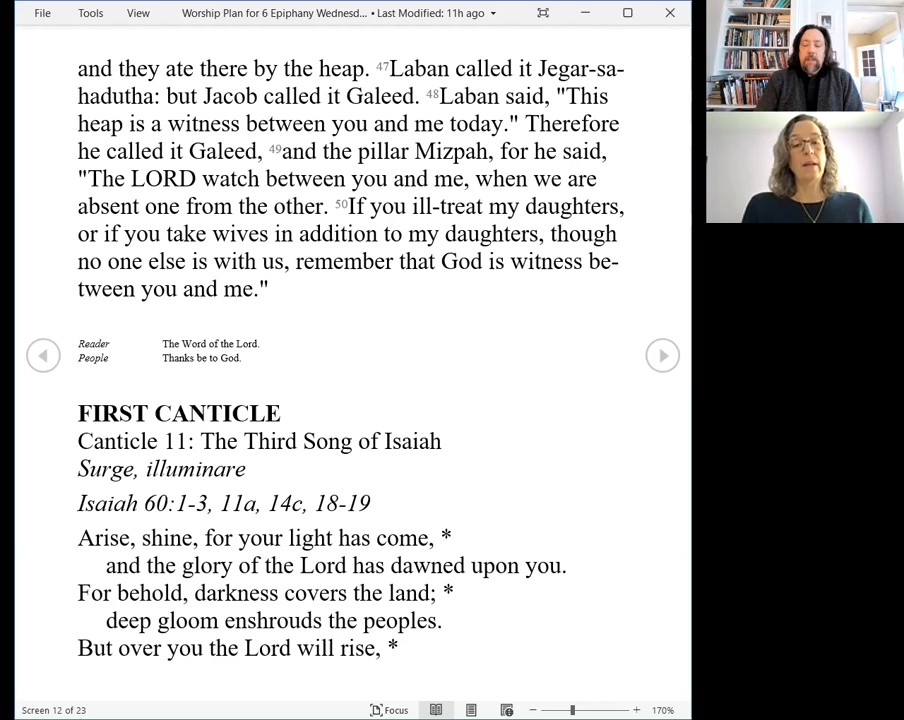 File Tools Worship Plan for 6 Epiphany Wednesd... • Last Modified: 11h ago
and they ate there by the heap. 47Laban called it Jegar-sa-
hadutha: but Jacob called it Galeed. 48Laban said, "This
heap is a witness between you and me today." Therefore
he called it Galeed, 49and the pillar Mizpah, for he said,
"The LORD watch between you and me, when we are
absent one from the other. 50If you ill-treat my daughters,
or if you take wives in addition to my daughters, though
no one else is with us, remember that God is witness be-
tween you and me."
Reader The Word of the Lord.
People Thanks be to God.
FIRST CANTICLE
Canticle 11: The Third Song of Isaiah
Surge, illuminare
Isaiah 60:1-3, 11a, 14c, 18-19
Arise, shine, for your light has come, *
and the glory of the Lord has dawned upon you.
For behold, darkness covers the land; *
deep gloom enshrouds the peoples.
But over you the Lord will rise, *
Screen 12 of 23 Focus 170%